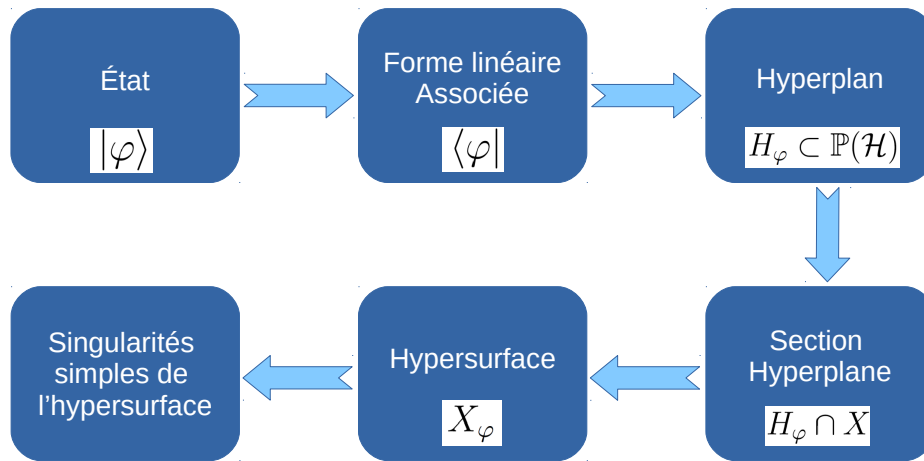 État
|φ⟩
Forme linéaire
Associée
⟨φ|
Hyperplan
H_φ ⊂ ℙ(ℋ)
Section
Hyperplane
H_φ ∩ X
Hypersurface
X_φ
Singularités
simples de
l’hypersurface